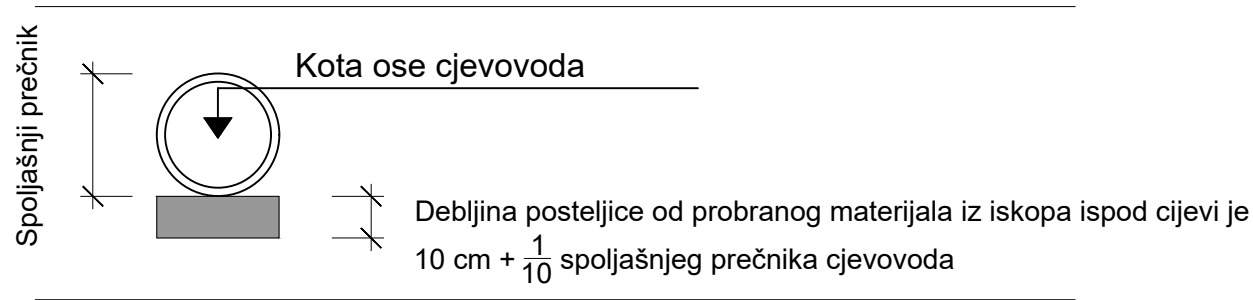 Spoljašnji prečnik
Kota ose cjevovoda
Debljina posteljice od probranog materijala iz iskopa ispod cijevi je
10 cm + 1/10 spoljašnjeg prečnika cjevovoda